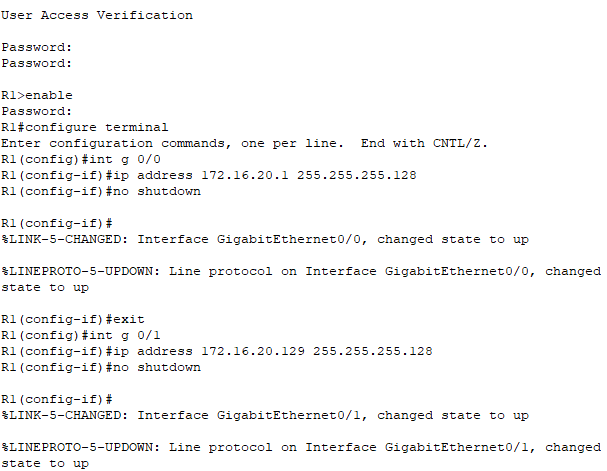 User Access Verification
Password:
Password:
R1>enable
Password:
R1#configure terminal
Enter configuration commands, one per line.  End with CNTL/Z.
R1(config)#int g 0/0
R1(config-if)#ip address 172.16.20.1 255.255.255.128
R1(config-if)#no shutdown
R1(config-if)#
%LINK-5-CHANGED: Interface GigabitEthernet0/0, changed state to up
%LINEPROTO-5-UPDOWN: Line protocol on Interface GigabitEthernet0/0, changed
state to up
R1(config-if)#exit
R1(config)#int g 0/1
R1(config-if)#ip address 172.16.20.129 255.255.255.128
R1(config-if)#no shutdown
R1(config-if)#
%LINK-5-CHANGED: Interface GigabitEthernet0/1, changed state to up
%LINEPROTO-5-UPDOWN: Line protocol on Interface GigabitEthernet0/1, changed
state to up